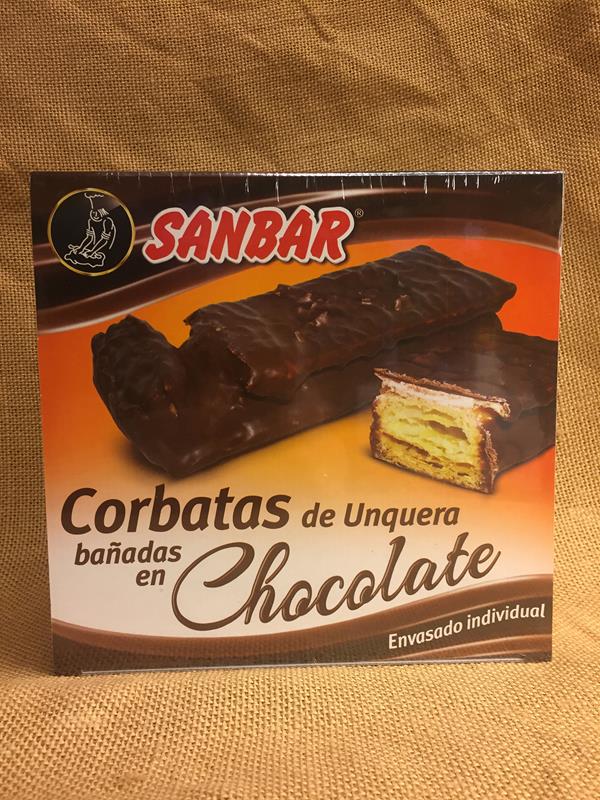 SANBAR®
Corbatas de Unquera
bañadas
en Chocolate
Envasado individual